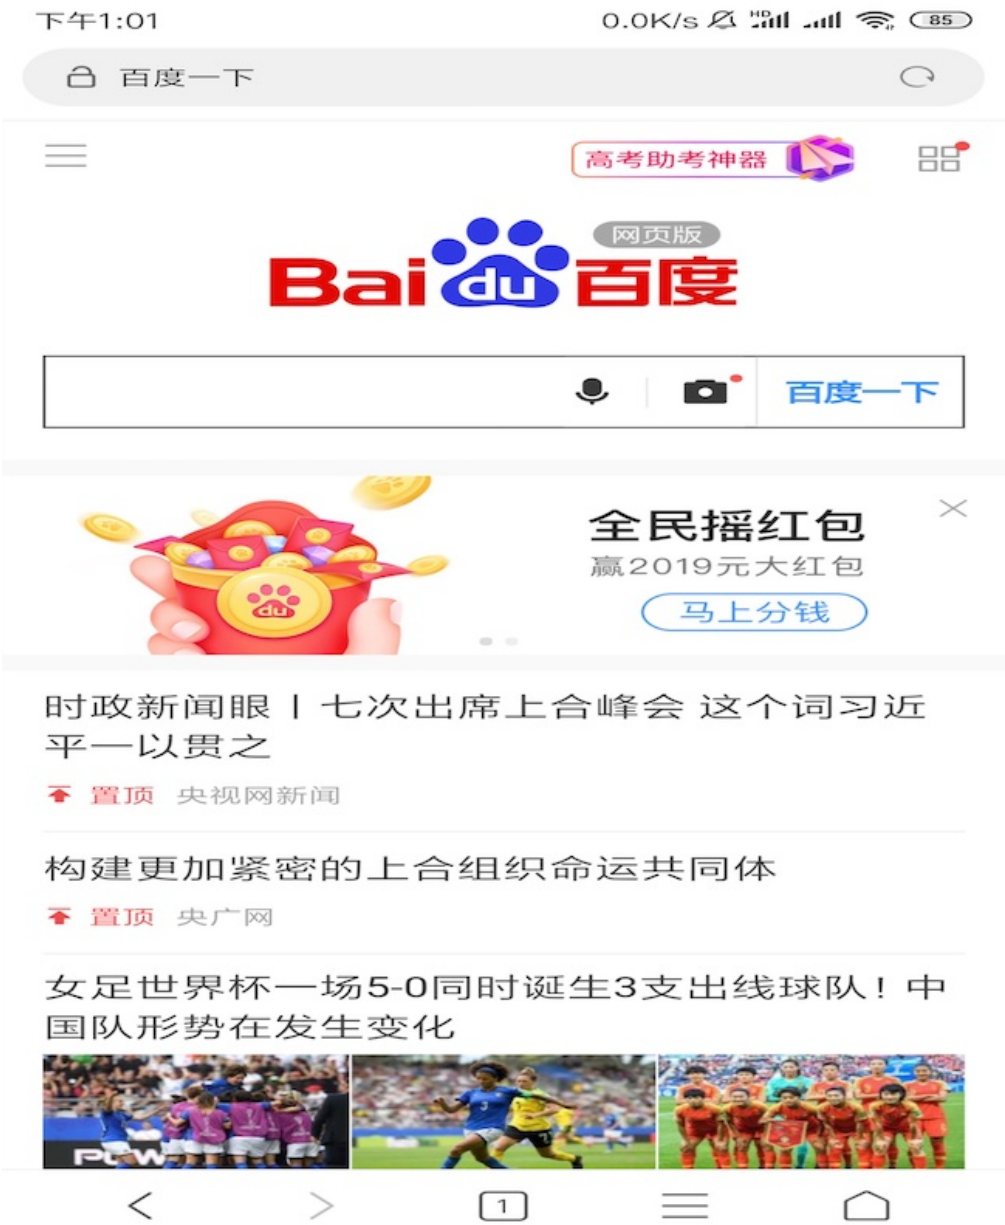 下午1:01
0.0K/s HD 85
百度一下
高考助考神器
网页版
Bai du 百度
百度一下
全民摇红包
赢2019元大红包
马上分钱
du
时政新闻眼丨七次出席上合峰会 这个词习近
平一以贯之
置顶 央视网新闻
构建更加紧密的上合组织命运共同体
置顶 央广网
女足世界杯一场5-0同时诞生3支出线球队!中
国队形势在发生变化
1